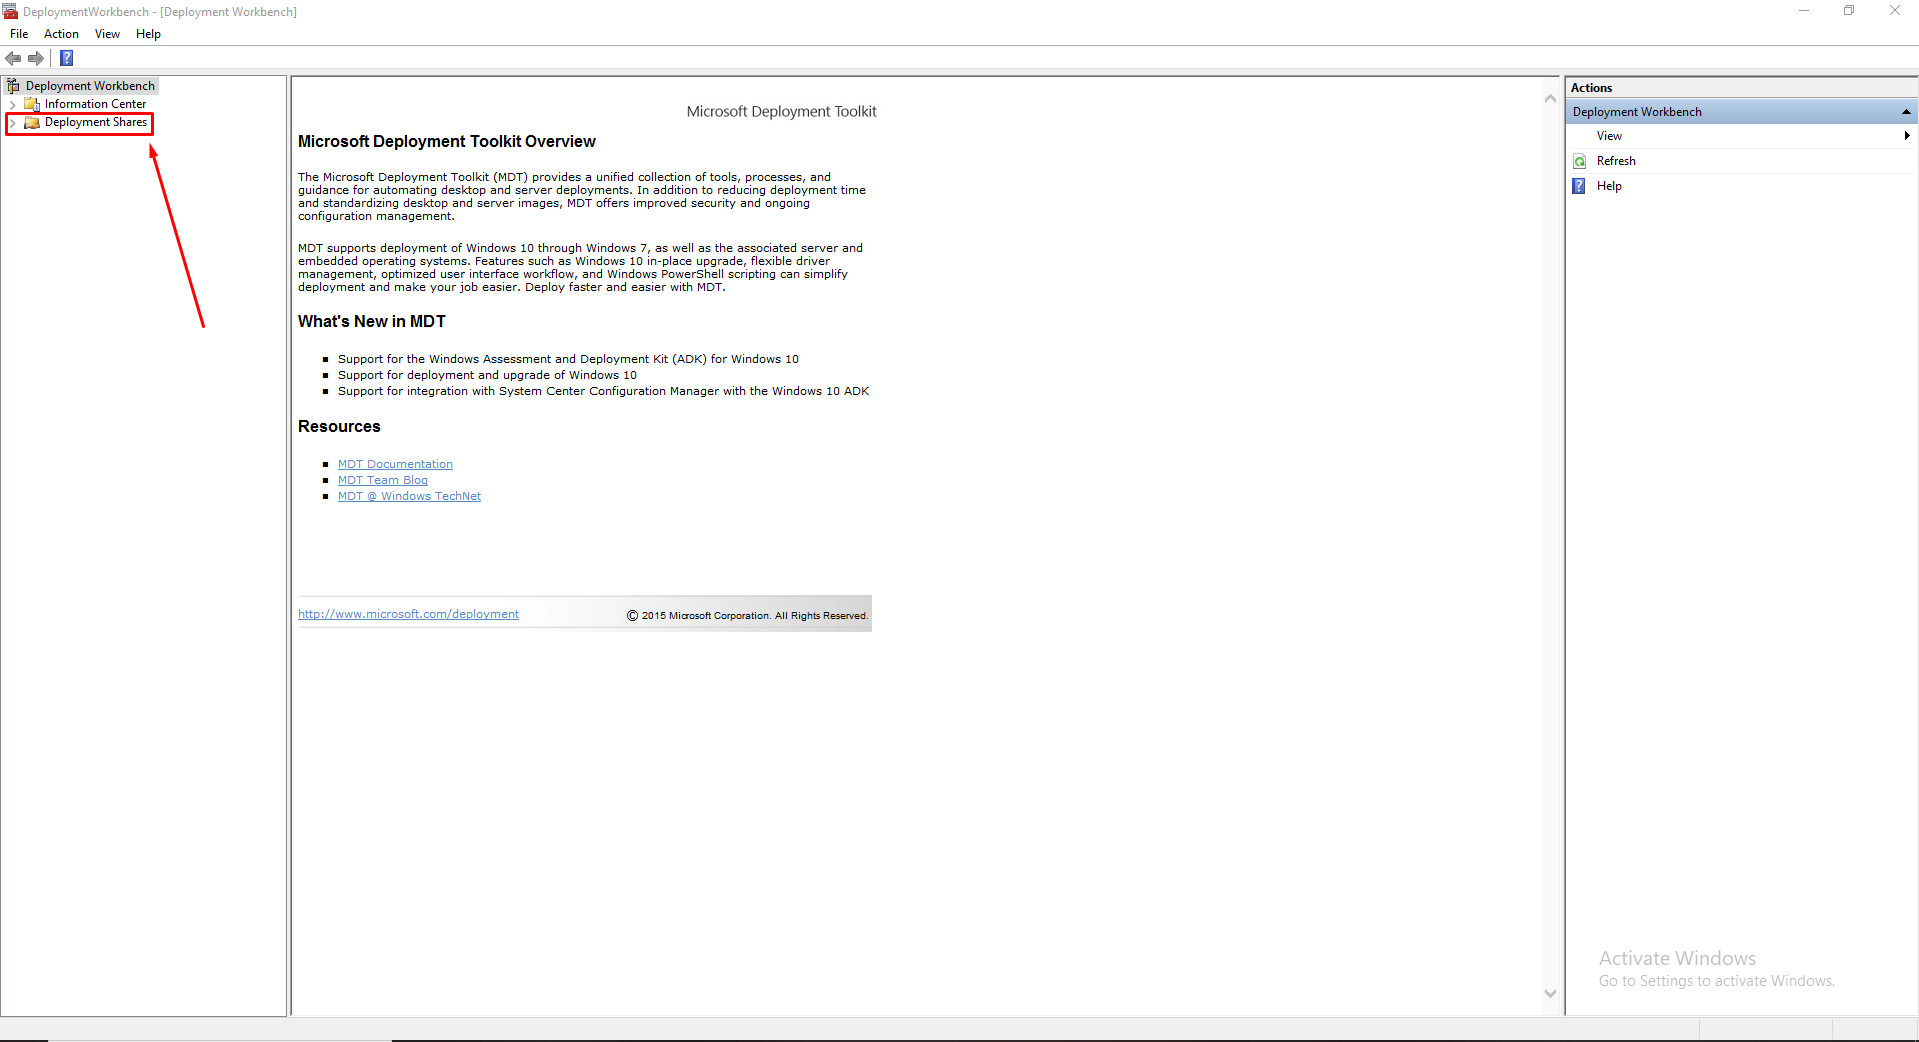 DeploymentWorkbench - [Deployment Workbench]
File Action View Help
Deployment Workbench
Information Center
Deployment Shares
Microsoft Deployment Toolkit
Microsoft Deployment Toolkit Overview
The Microsoft Deployment Toolkit (MDT) provides a unified collection of tools, processes, and
guidance for automating desktop and server deployments. In addition to reducing deployment time
and standardizing desktop and server images, MDT offers improved security and ongoing
configuration management.
MDT supports deployment of Windows 10 through Windows 7, as well as the associated server and
embedded operating systems. Features such as Windows 10 in-place upgrade, flexible driver
management, optimized user interface workflow, and Windows PowerShell scripting can simplify
deployment and make your job easier. Deploy faster and easier with MDT.
What's New in MDT
Support for the Windows Assessment and Deployment Kit (ADK) for Windows 10
Support for deployment and upgrade of Windows 10
Support for integration with System Center Configuration Manager with the Windows 10 ADK
Resources
MDT Documentation
MDT Team Blog
MDT @ Windows TechNet
http://www.microsoft.com/deployment
© 2015 Microsoft Corporation. All Rights Reserved.
Actions
Deployment Workbench
View
Refresh
Help
Activate Windows
Go to Settings to activate Windows.